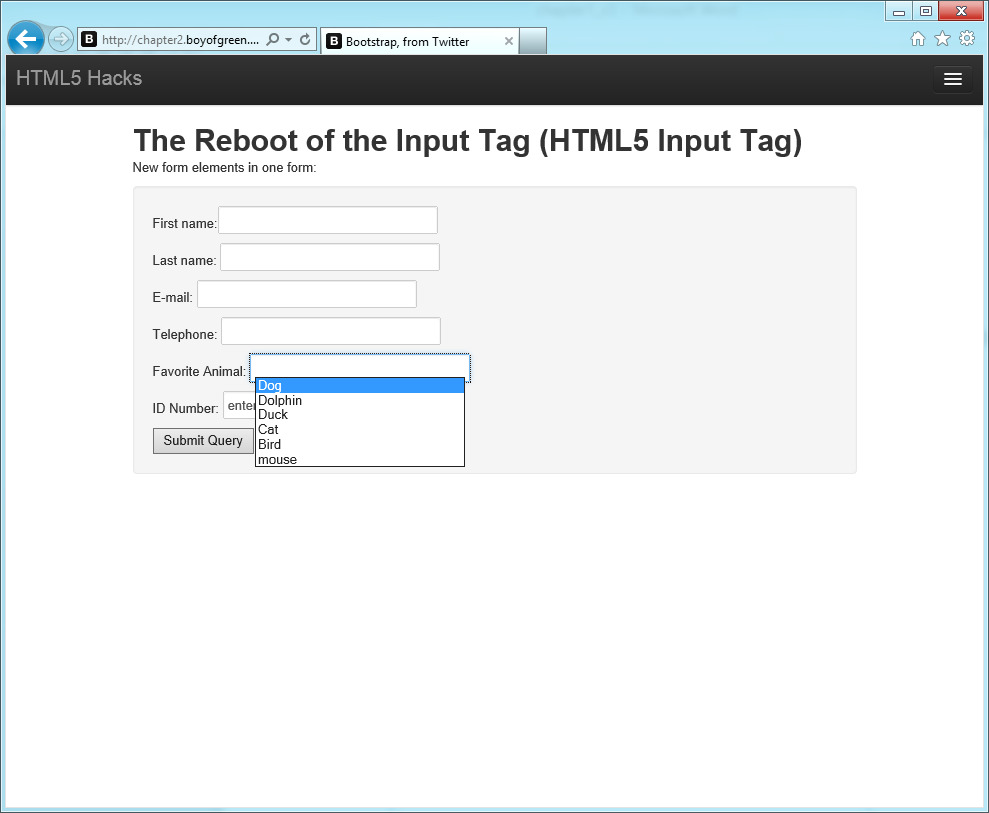 http://chapter2.boyofgreen....
Bootstrap, from Twitter
HTML5 Hacks
The Reboot of the Input Tag (HTML5 Input Tag)
New form elements in one form:
First name:
Last name:
E-mail:
Telephone:
Favorite Animal:
Dog
Dolphin
Duck
Cat
Bird
mouse
ID Number:
Submit Query